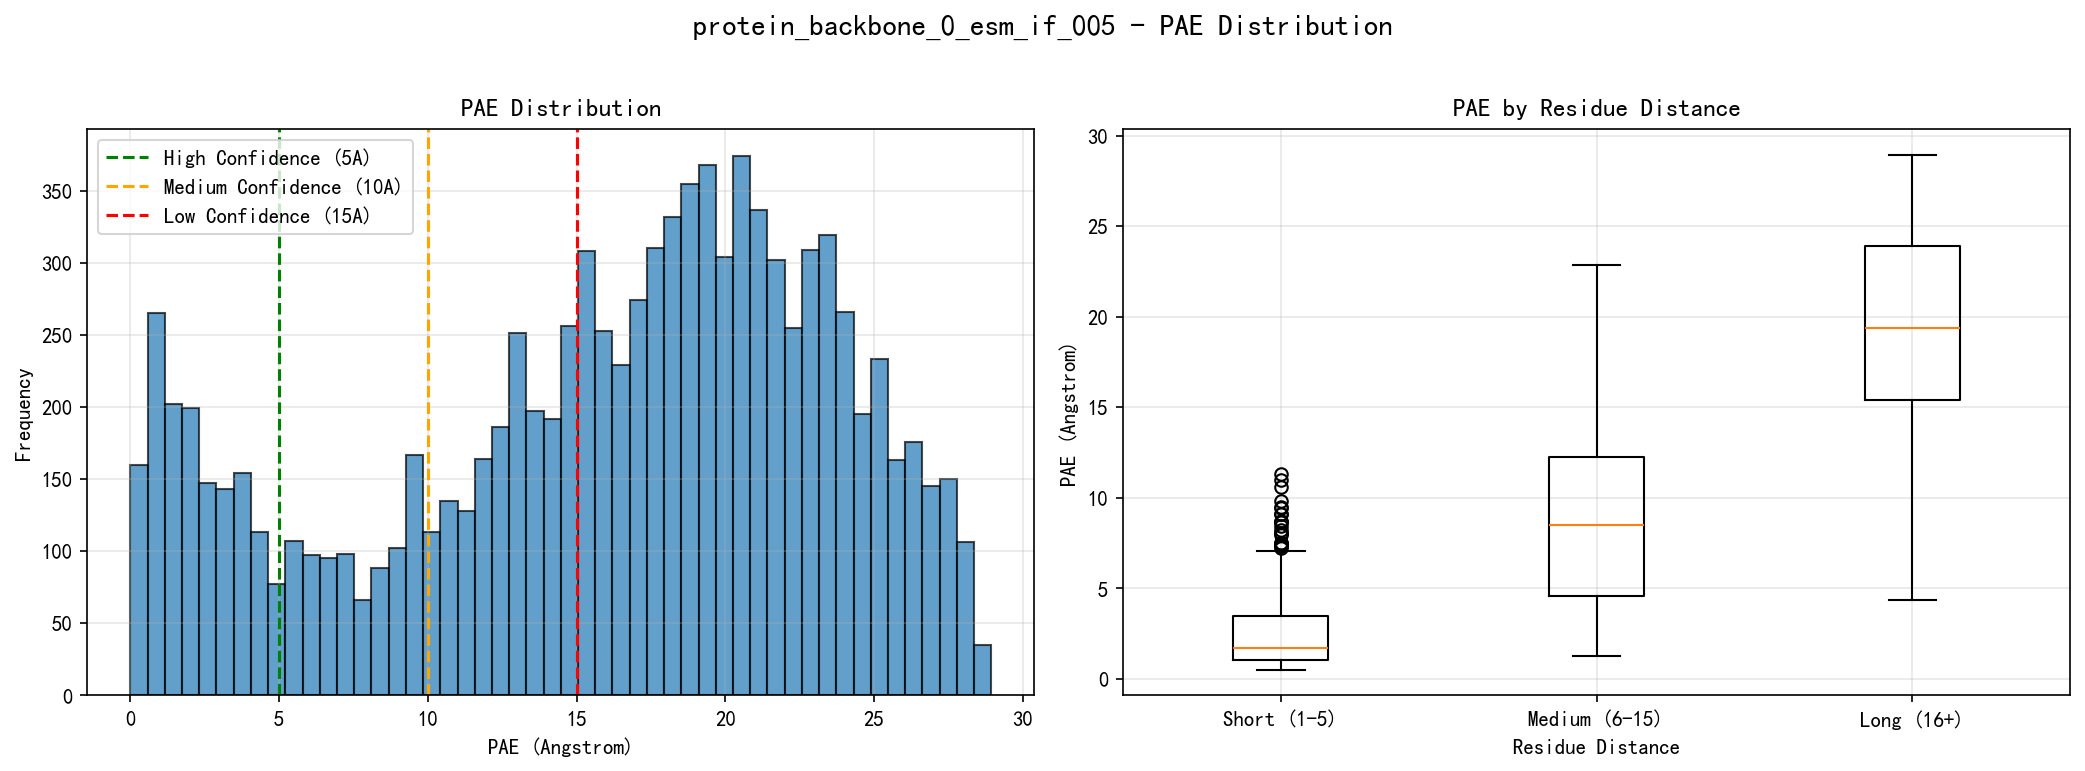 protein_backbone_0_esm_if_005 - PAE Distribution
PAE Distribution
High Confidence (5A)
Medium Confidence (10A)
Low Confidence (15A)
Frequency
350
300
250
200
150
100
50
0
0 5 10 15 20 25 30
PAE (Angstrom)
PAE by Residue Distance
PAE (Angstrom)
30
25
20
15
10
5
0
Short (1-5) Medium (6-15) Long (16+)
Residue Distance